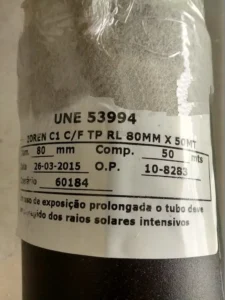 UNE 53994
DREN C1 C/F TP RL 80MM X 50MT
80 mm Comp. 50 mts
26-03-2015 O.P. 10-8283
60184
de exposição prolongada o tubo deve
dos raios solares intensivos